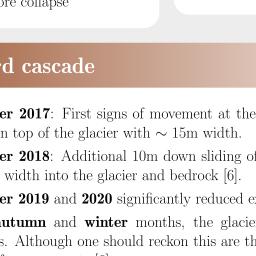 ore collapse
rd cascade
er 2017: First signs of movement at the
n top of the glacier with ~ 15m width.
er 2018: Additional 10m down sliding of
width into the glacier and bedrock [6].
er 2019 and 2020 significantly reduced e
autumn and winter months, the glacie
s. Although one should reckon this are th